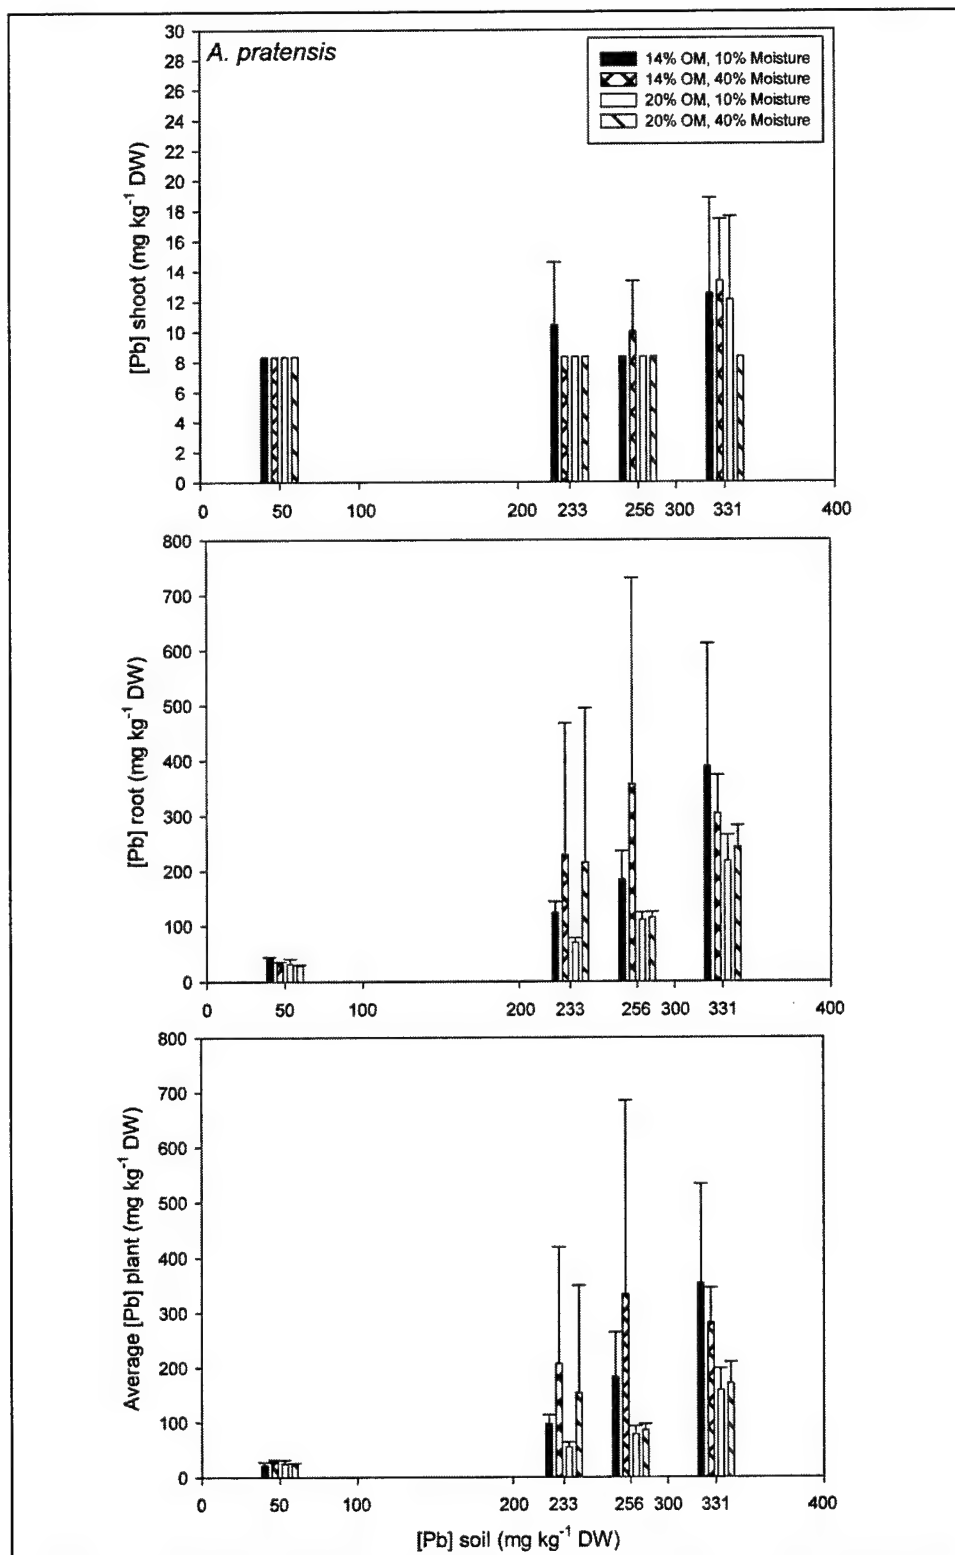 A. pratensis
14% OM, 10% Moisture
14% OM, 40% Moisture
20% OM, 10% Moisture
20% OM, 40% Moisture
[Pb] shoot (mg kg⁻¹ DW)
30
28
26
24
22
20
18
16
14
12
10
8
6
4
2
0
0 50 100 200 233 256 300 331 400
[Pb] root (mg kg⁻¹ DW)
800
700
600
500
400
300
200
100
0
0 50 100 200 233 256 300 331 400
Average [Pb] plant (mg kg⁻¹ DW)
800
700
600
500
400
300
200
100
0
0 50 100 200 233 256 300 331 400
[Pb] soil (mg kg⁻¹ DW)